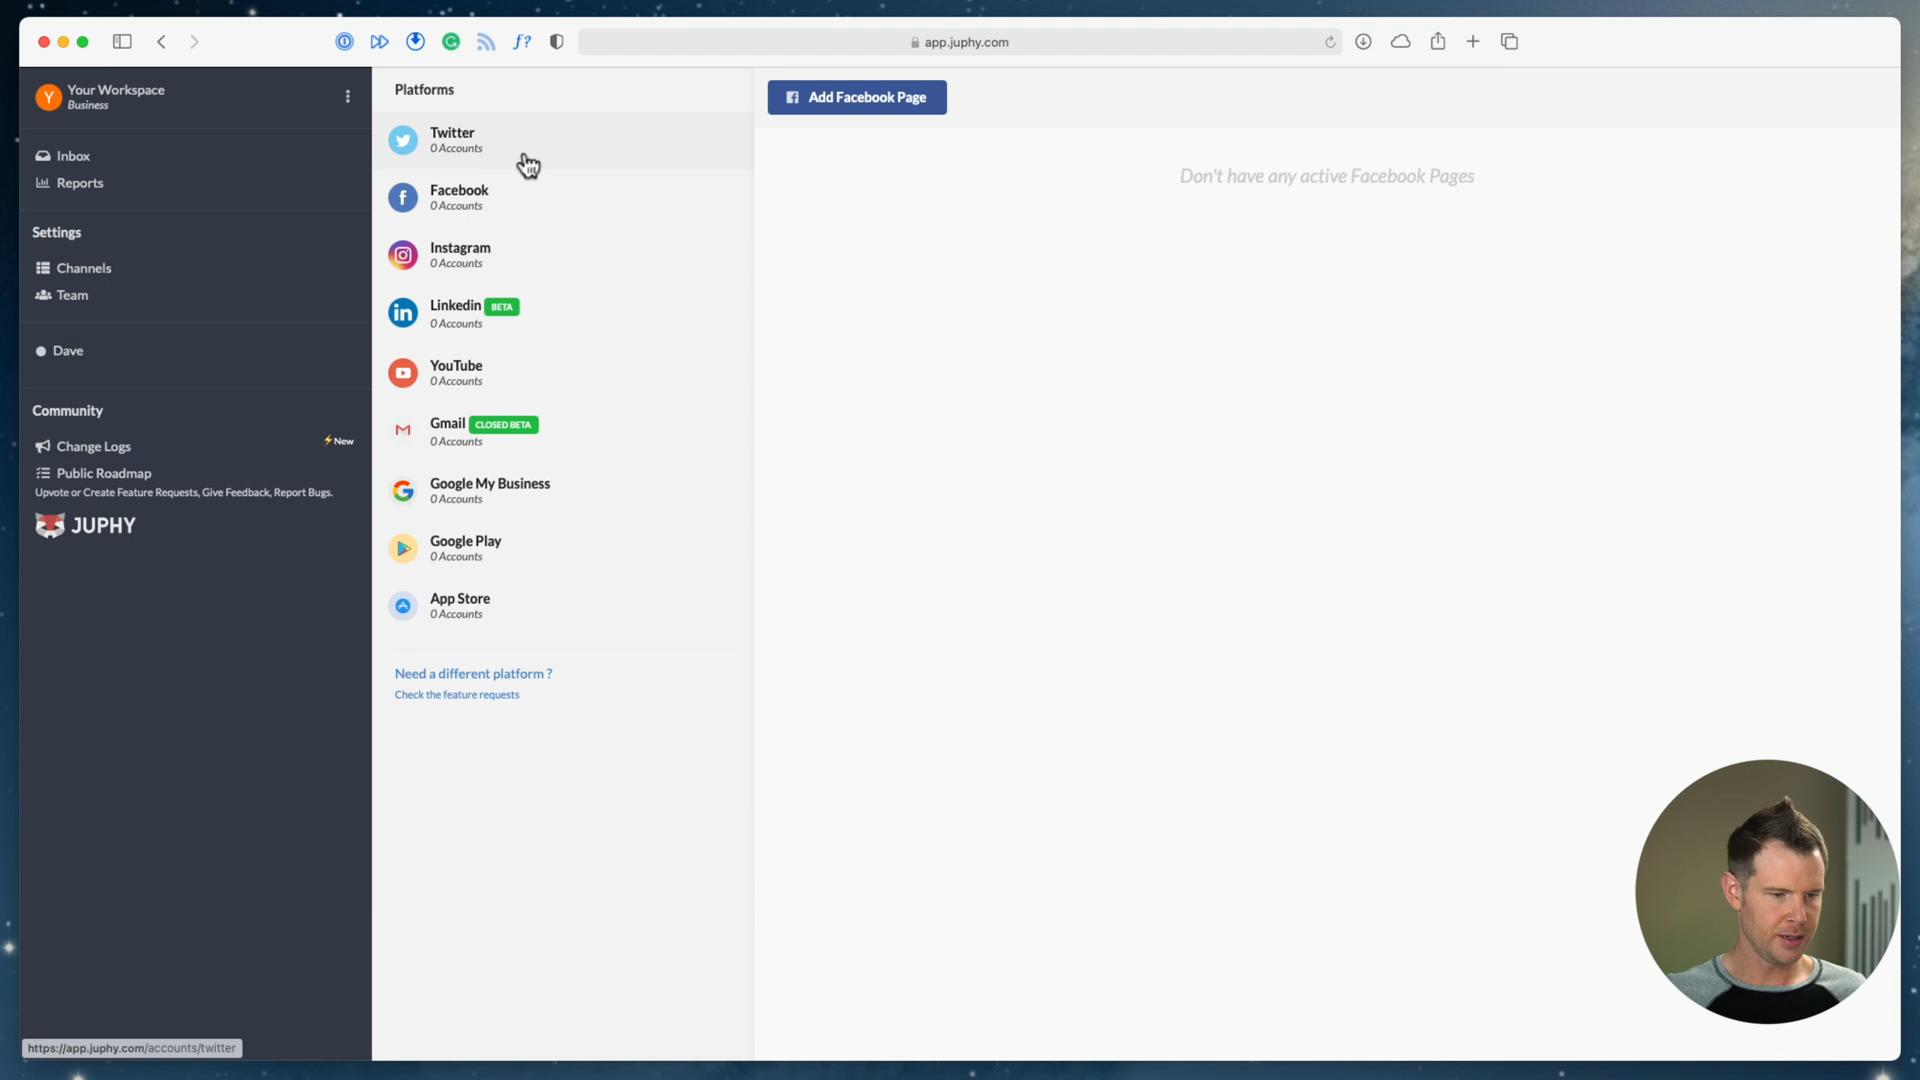 app.juphy.com
Y
Your Workspace
Business
Inbox
Reports
Settings
Channels
Team
Dave
Community
Change Logs
⚡New
Public Roadmap
Upvote or Create Feature Requests, Give Feedback, Report Bugs.
JUPHY
https://app.juphy.com/accounts/twitter
Platforms
Twitter
0 Accounts
Facebook
0 Accounts
Instagram
0 Accounts
Linkedin BETA
0 Accounts
YouTube
0 Accounts
Gmail CLOSED BETA
0 Accounts
Google My Business
0 Accounts
Google Play
0 Accounts
App Store
0 Accounts
Need a different platform ?
Check the feature requests
Add Facebook Page
Don't have any active Facebook Pages